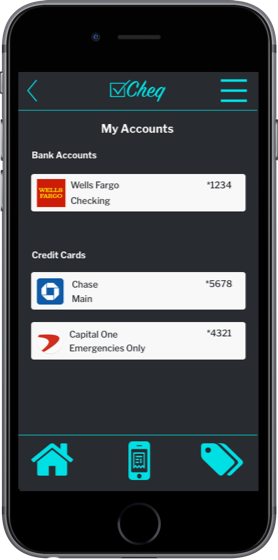 Cheq
My Accounts
Bank Accounts
WELLS
FARGO
Wells Fargo
*1234
Checking
Credit Cards
Chase
*5678
Main
Capital One
*4321
Emergencies Only